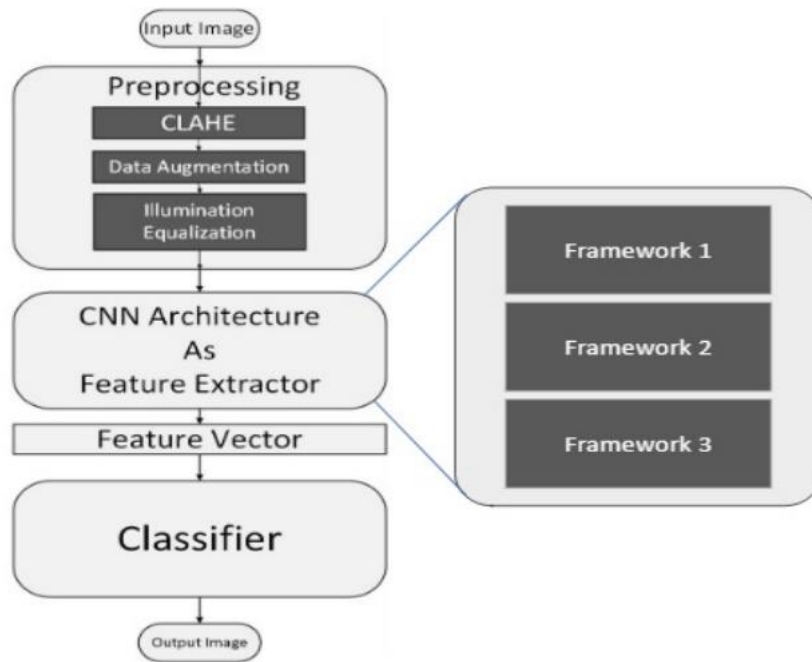 Input Image
Preprocessing
CLAHE
Data Augmentation
Illumination
Equalization
CNN Architecture
As
Feature Extractor
Feature Vector
Classifier
Output Image
Framework 1
Framework 2
Framework 3